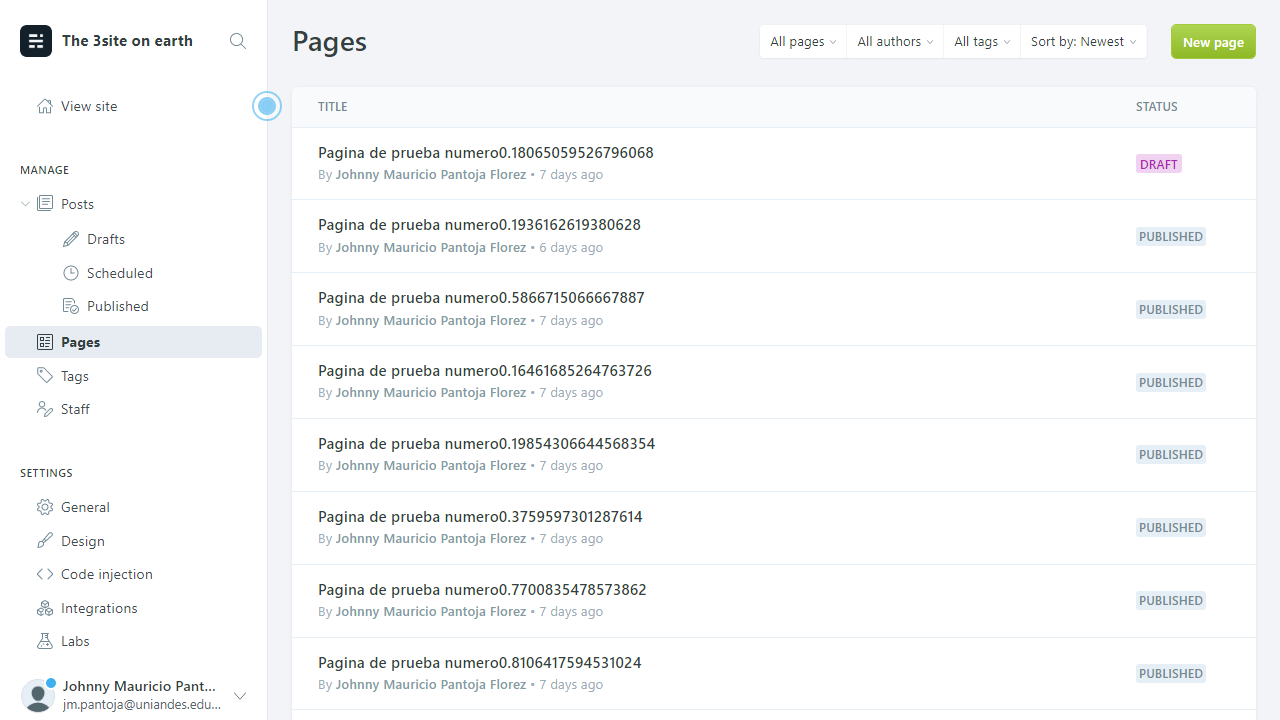 The 3site on earth
View site
MANAGE
Posts
Drafts
Scheduled
Published
Pages
Tags
Staff
SETTINGS
General
Design
Code injection
Integrations
Labs
Johnny Mauricio Pant...
jm.pantoja@uniandes.edu...
Pages
All pages
All authors
All tags
Sort by: Newest
New page
TITLE STATUS
Pagina de prueba numero0.18065059526796068
By Johnny Mauricio Pantoja Florez • 7 days ago
DRAFT
Pagina de prueba numero0.1936162619380628
By Johnny Mauricio Pantoja Florez • 6 days ago
PUBLISHED
Pagina de prueba numero0.5866715066667887
By Johnny Mauricio Pantoja Florez • 7 days ago
PUBLISHED
Pagina de prueba numero0.16461685264763726
By Johnny Mauricio Pantoja Florez • 7 days ago
PUBLISHED
Pagina de prueba numero0.19854306644568354
By Johnny Mauricio Pantoja Florez • 7 days ago
PUBLISHED
Pagina de prueba numero0.3759597301287614
By Johnny Mauricio Pantoja Florez • 7 days ago
PUBLISHED
Pagina de prueba numero0.7700835478573862
By Johnny Mauricio Pantoja Florez • 7 days ago
PUBLISHED
Pagina de prueba numero0.8106417594531024
By Johnny Mauricio Pantoja Florez • 7 days ago
PUBLISHED